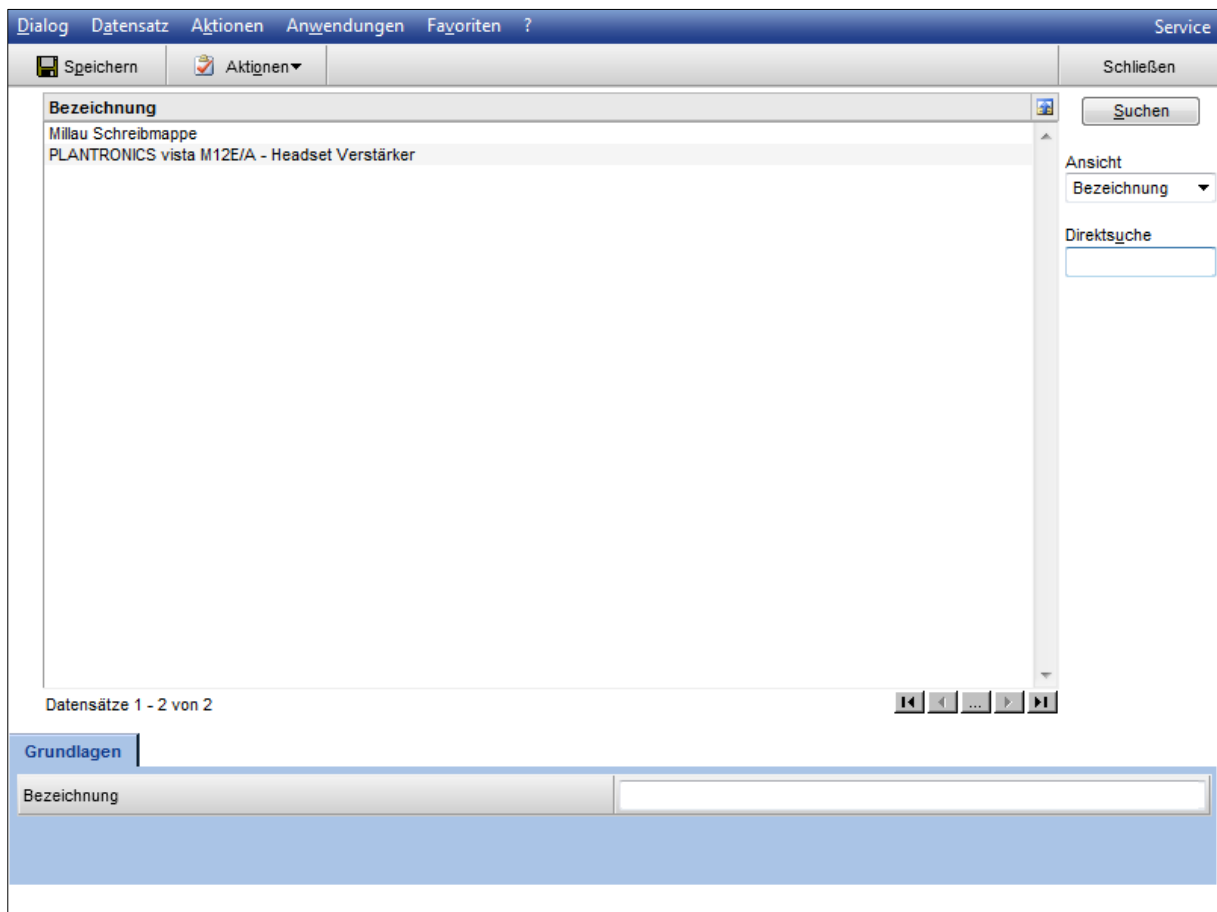 Dialog Datensatz Aktionen Anwendungen Favoriten ? Service
Speichern Aktionen Schließen
Bezeichnung
Suchen
Millau Schreibmappe
PLANTRONICS vista M12E/A - Headset Verstärker
Ansicht
Bezeichnung
Direktsuche
Datensätze 1 - 2 von 2
...
Grundlagen
Bezeichnung